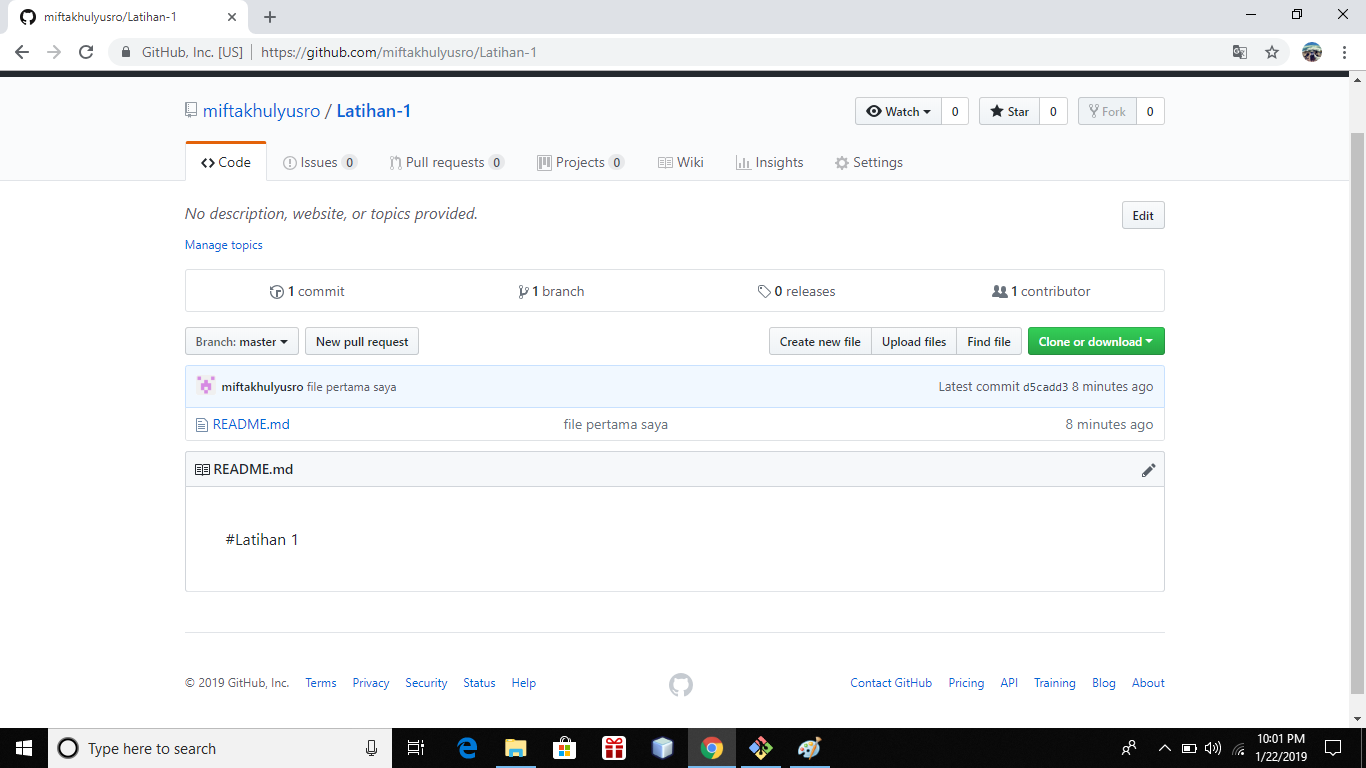 miftakhulyusro/Latihan-1
GitHub, Inc. [US] | https://github.com/miftakhulyusro/Latihan-1
miftakhulyusro / Latihan-1
Watch 0 Star 0 Fork 0
Code Issues 0 Pull requests 0 Projects 0 Wiki Insights Settings
No description, website, or topics provided. Edit
Manage topics
1 commit 1 branch 0 releases 1 contributor
Branch: master New pull request Create new file Upload files Find file Clone or download
miftakhulyusro file pertama saya Latest commit d5cadd3 8 minutes ago
README.md file pertama saya 8 minutes ago
README.md
#Latihan 1
© 2019 GitHub, Inc. Terms Privacy Security Status Help Contact GitHub Pricing API Training Blog About
Type here to search 10:01 PM
1/22/2019